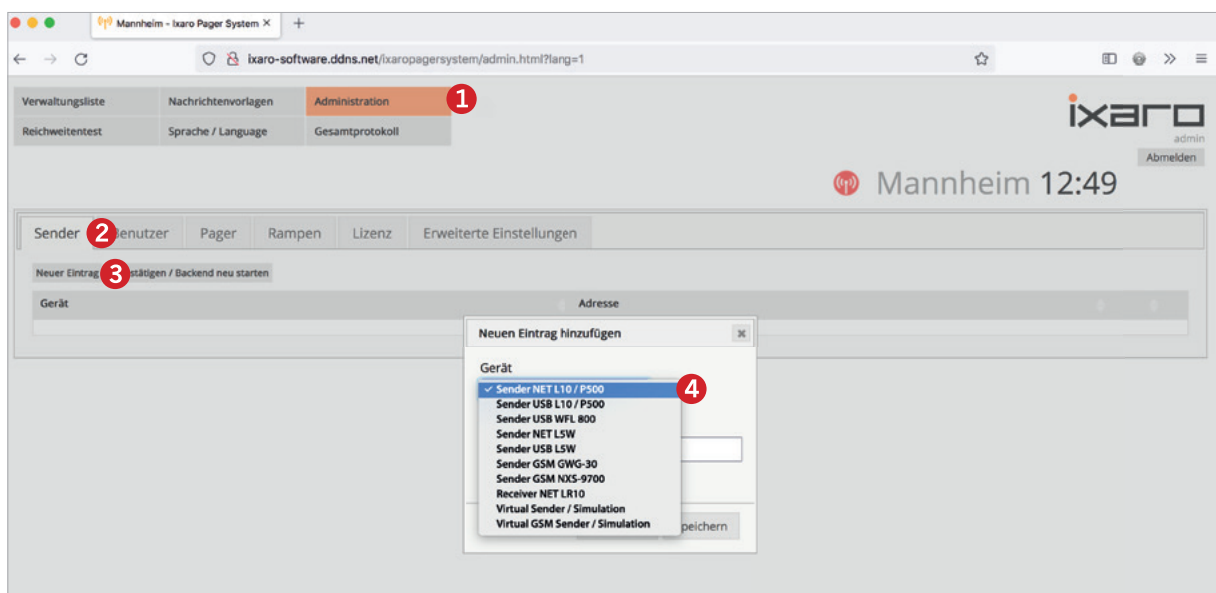 Mannheim - Ixaro Pager System × +
ixaro-software.ddns.net/ixaropagersystem/admin.html?lang=1
Verwaltungsliste Nachrichtenvorlagen Administration 1
Reichweitentest Sprache / Language Gesamtprotokoll
ixaro
admin
Abmelden
Mannheim 12:49
Sender 2 enutzer Pager Rampen Lizenz Erweiterte Einstellungen
Neuer Eintrag 3 stätigen / Backend neu starten
Gerät Adresse
Neuen Eintrag hinzufügen
Gerät
✓ Sender NET L10 / P500 4
Sender USB L10 / P500
Sender USB WFL 800
Sender NET L5W
Sender USB L5W
Sender GSM GWG-30
Sender GSM NXS-9700
Receiver NET LR10
Virtual Sender / Simulation
Virtual GSM Sender / Simulation
peichern